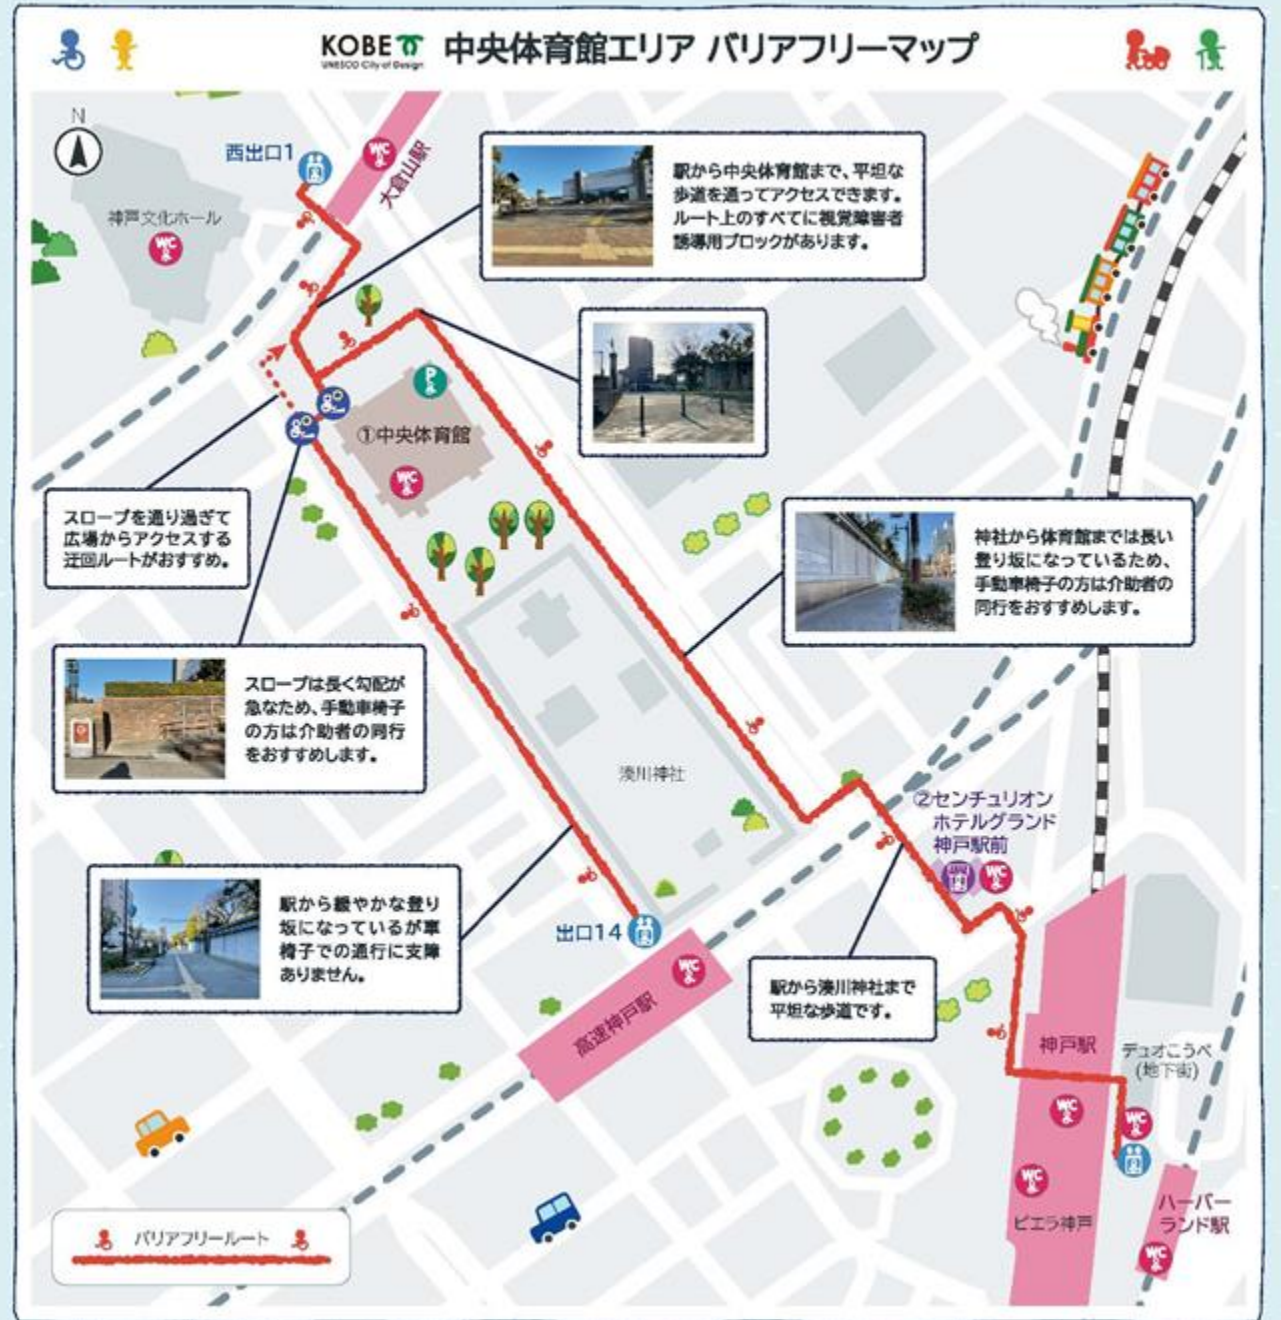 KOBE
UNESCO City of Design
中央体育館エリア バリアフリーマップ
N
西出口1
WC
大倉山駅
神戸文化ホール
WC
駅から中央体育館まで、平坦な
歩道を通ってアクセスできます。
ルート上のすべてに視覚障害者
誘導用ブロックがあります。
P
①中央体育館
WC
スロープを通り過ぎて
広場からアクセスする
迂回ルートがおすすめ。
神社から体育館までは長い
登り坂になっているため、
手動車椅子の方は介助者の
同行をおすすめします。
スロープは長く勾配が
急なため、手動車椅子
の方は介助者の同行
をおすすめします。
湊川神社
②センチュリオン
ホテルグランド
神戸駅前
WC
駅から緩やかな登り
坂になっているが車
椅子での通行に支障
ありません。
出口14
WC
高速神戸駅
駅から湊川神社まで
平坦な歩道です。
神戸駅
デュオこうべ
(地下街)
WC
WC
WC
ピエラ神戸
ハーバー
ランド駅
WC
バリアフリールート